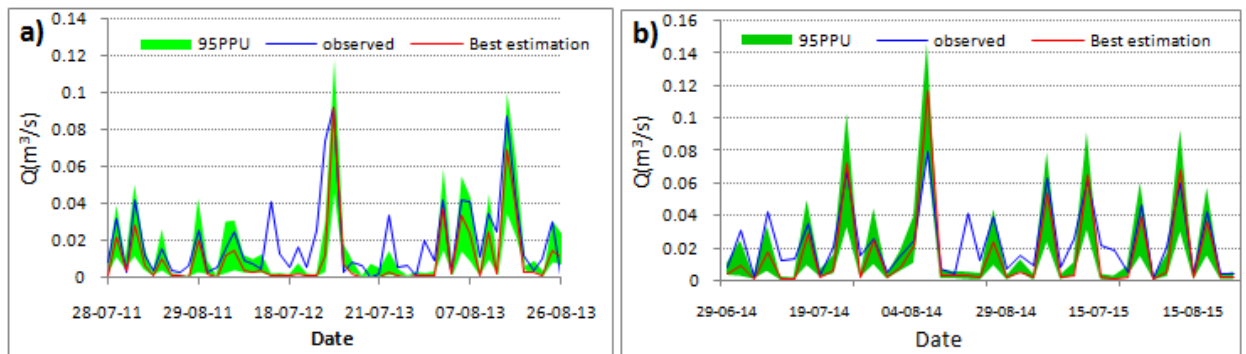 a)
95PPU observed Best estimation
Q(m³/s)
0.14
0.12
0.1
0.08
0.06
0.04
0.02
0
28-07-11 29-08-11 18-07-12 21-07-13 07-08-13 26-08-13
Date
b)
95PPU observed Best estimation
Q(m³/s)
0.16
0.14
0.12
0.1
0.08
0.06
0.04
0.02
0
29-06-14 19-07-14 04-08-14 29-08-14 15-07-15 15-08-15
Date